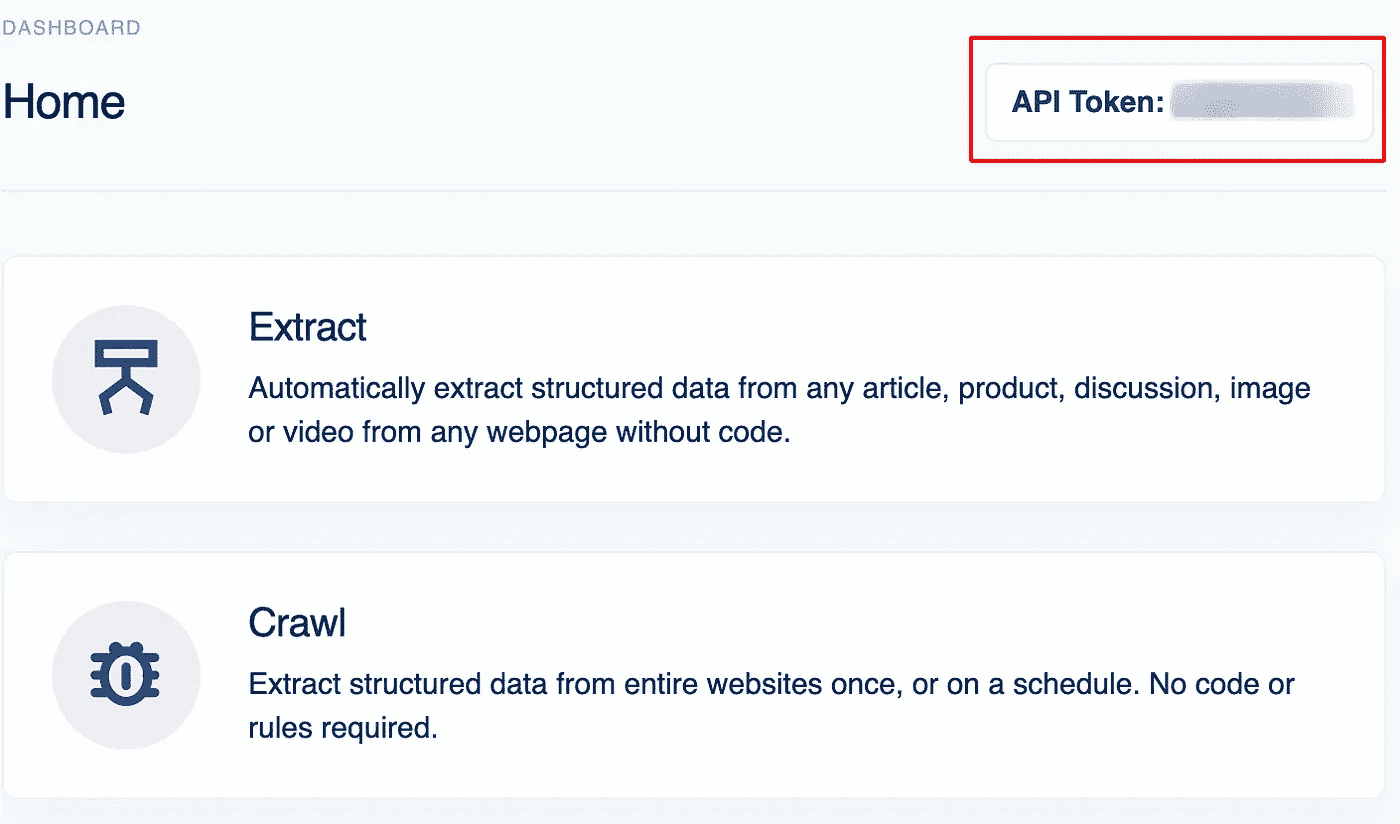 DASHBOARD
Home
API Token:
Extract
Automatically extract structured data from any article, product, discussion, image
or video from any webpage without code.
Crawl
Extract structured data from entire websites once, or on a schedule. No code or
rules required.